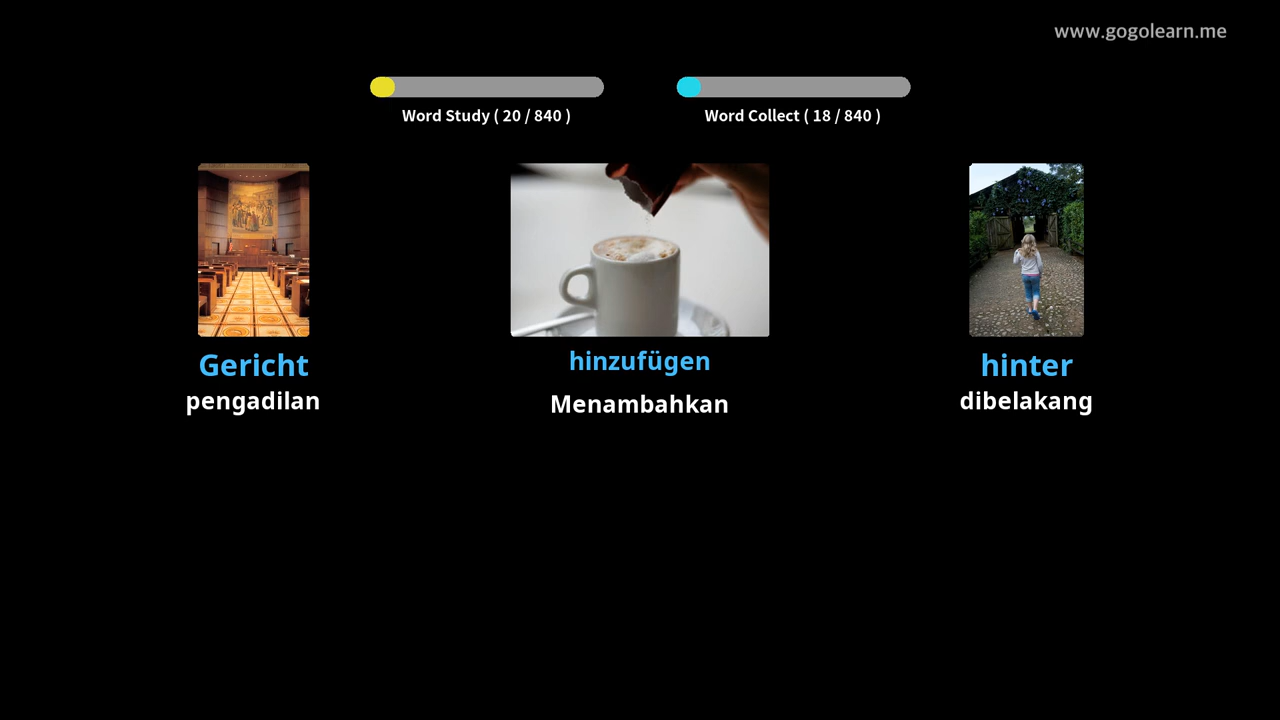 www.gogolearn.me
Word Study ( 20 / 840 )
Word Collect ( 18 / 840 )
Gericht
pengadilan
hinzufügen
Menambahkan
hinter
dibelakang